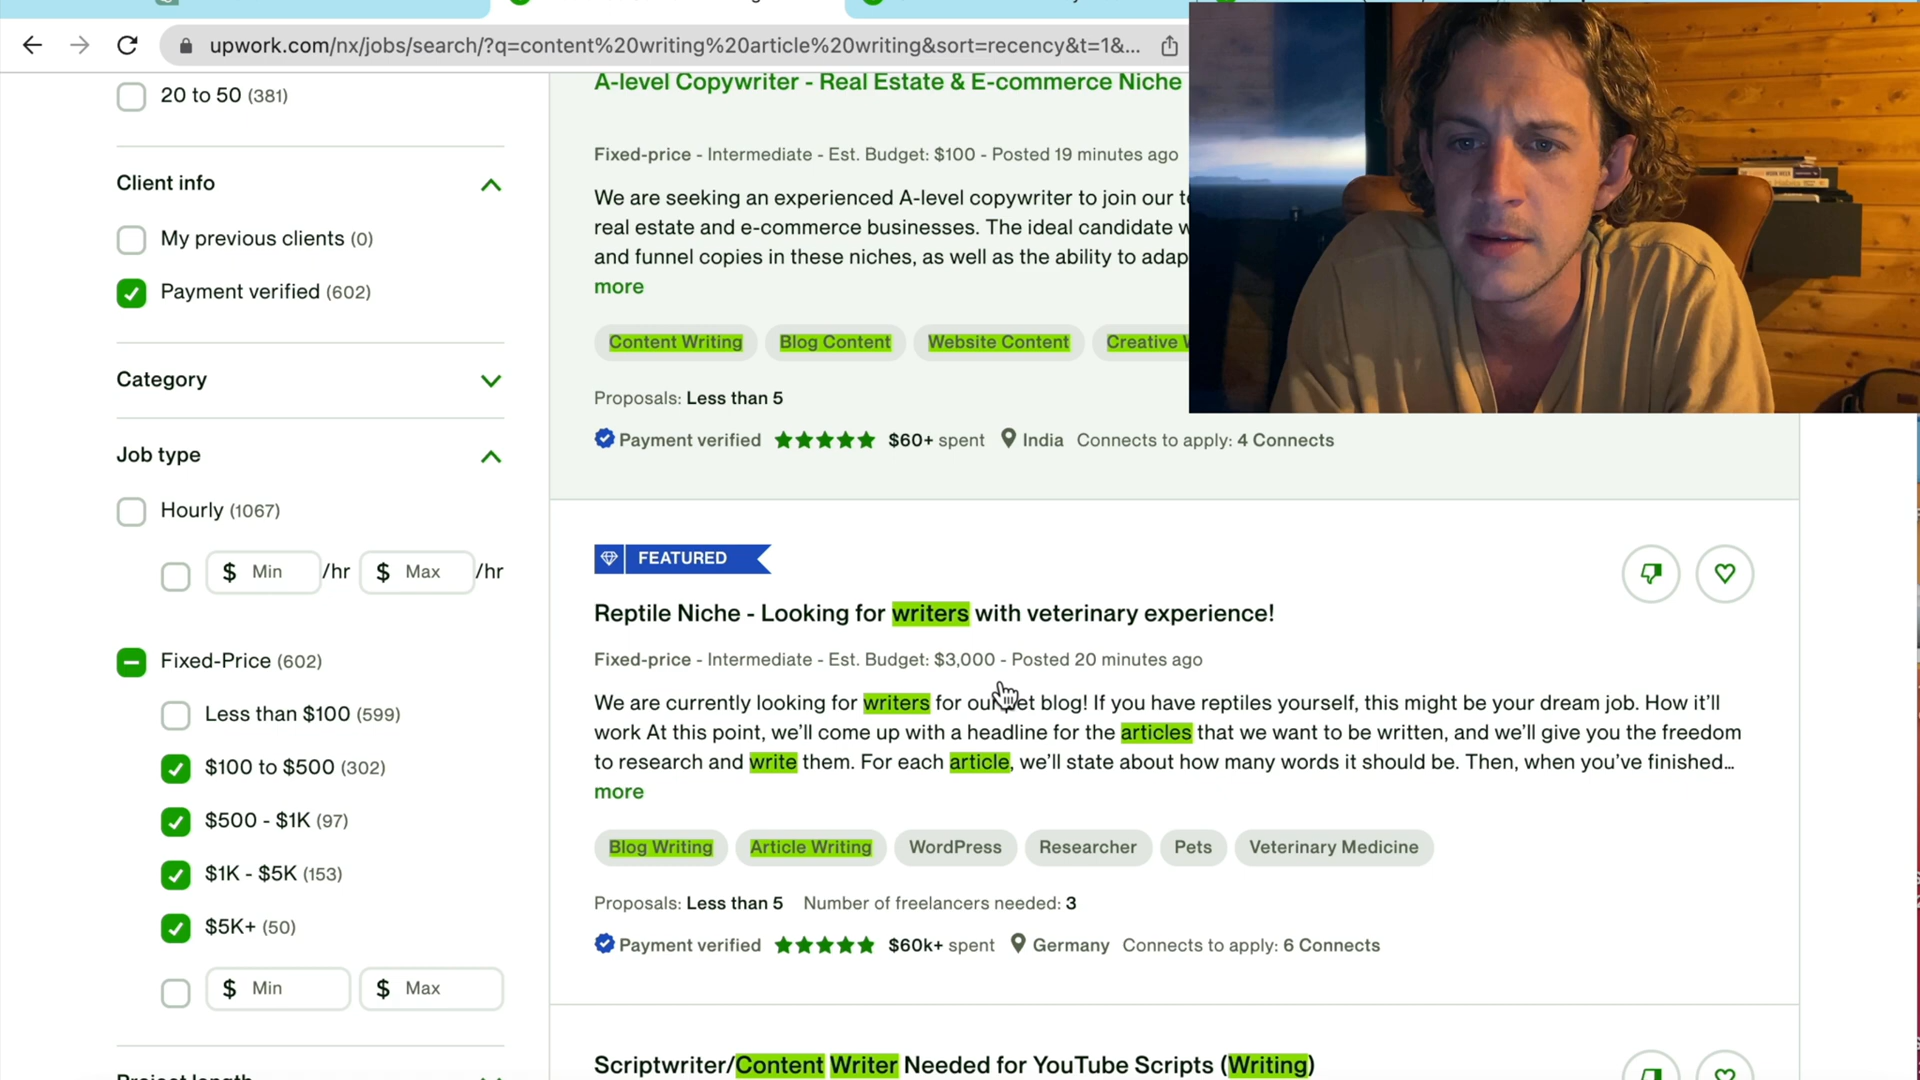 upwork.com/nx/jobs/search/?q=content%20writing%20article%20writing&sort=recency&t=1&...
20 to 50 (381)
Client info
My previous clients (0)
Payment verified (602)
Category
Job type
Hourly (1067)
$ Min /hr $ Max /hr
Fixed-Price (602)
Less than $100 (599)
$100 to $500 (302)
$500 - $1K (97)
$1K - $5K (153)
$5K+ (50)
$ Min $ Max
Project length
A-level Copywriter - Real Estate & E-commerce Niche
Fixed-price - Intermediate - Est. Budget: $100 - Posted 19 minutes ago
We are seeking an experienced A-level copywriter to join our
real estate and e-commerce businesses. The ideal candidate
and funnel copies in these niches, as well as the ability to
more
Content Writing Blog Content Website Content Creative
Proposals: Less than 5
Payment verified $60+ spent India Connects to apply: 4 Connects
FEATURED
Reptile Niche - Looking for writers with veterinary experience!
Fixed-price - Intermediate - Est. Budget: $3,000 - Posted 20 minutes ago
We are currently looking for writers for our pet blog! If you have reptiles yourself, this might be your dream job. How it'll
work At this point, we'll come up with a headline for the articles that we want to be written, and we'll give you the freedom
to research and write them. For each article, we'll state about how many words it should be. Then, when you've finished...
more
Blog Writing Article Writing WordPress Researcher Pets Veterinary Medicine
Proposals: Less than 5 Number of freelancers needed: 3
Payment verified $60k+ spent Germany Connects to apply: 6 Connects
Scriptwriter/Content Writer Needed for YouTube Scripts (Writing)